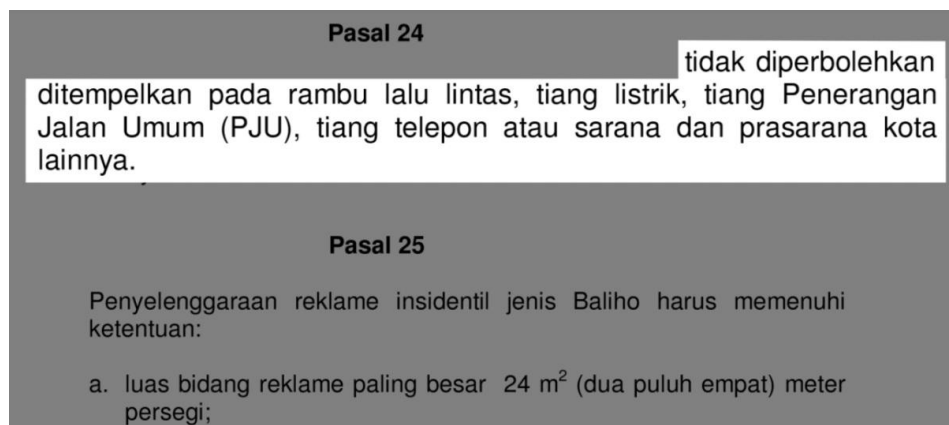 Pasal 24
tidak diperbolehkan
ditempelkan pada rambu lalu lintas, tiang listrik, tiang Penerangan
Jalan Umum (PJU), tiang telepon atau sarana dan prasarana kota
lainnya.
Pasal 25
Penyelenggaraan reklame insidentil jenis Baliho harus memenuhi
ketentuan:
a. luas bidang reklame paling besar 24 m² (dua puluh empat) meter
persegi;